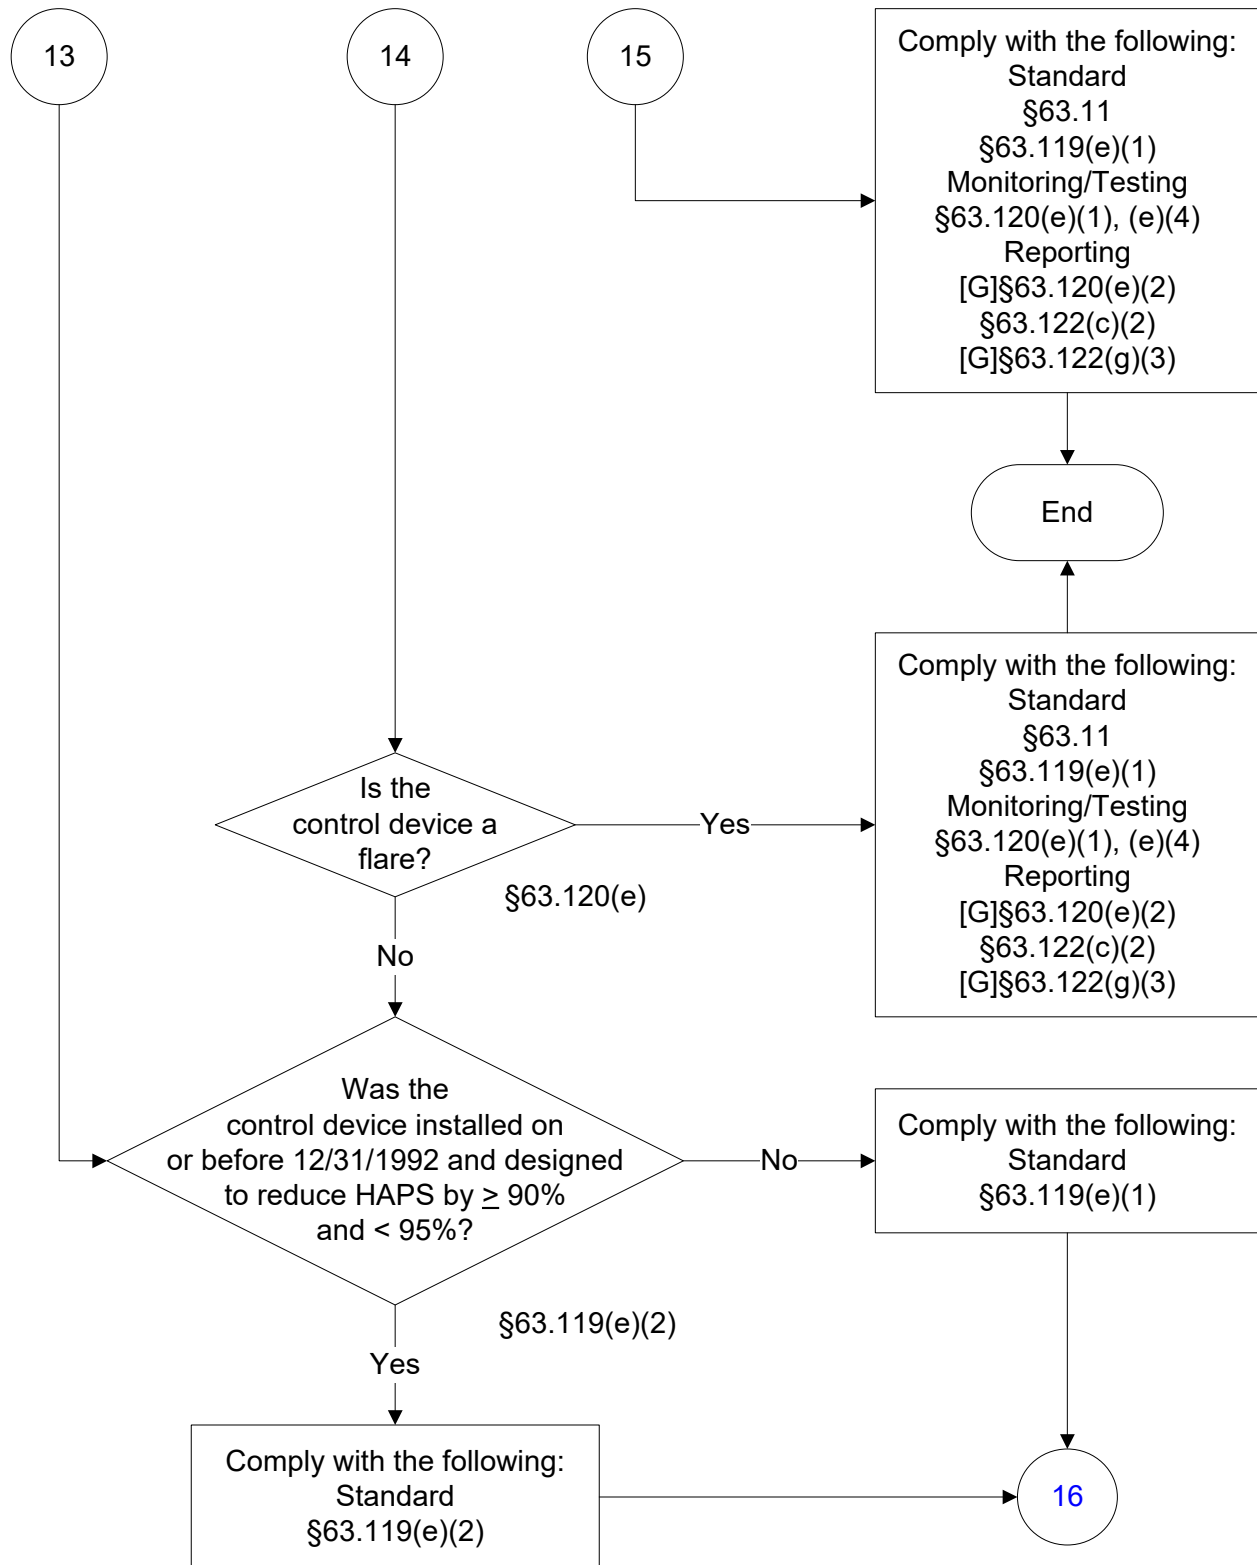 13
14
15
Comply with the following:
Standard
§63.11
§63.119(e)(1)
Monitoring/Testing
§63.120(e)(1), (e)(4)
Reporting
[G]§63.120(e)(2)
§63.122(c)(2)
[G]§63.122(g)(3)
End
Comply with the following:
Standard
§63.11
§63.119(e)(1)
Monitoring/Testing
§63.120(e)(1), (e)(4)
Reporting
[G]§63.120(e)(2)
§63.122(c)(2)
[G]§63.122(g)(3)
Is the
control device a
flare?
Yes
§63.120(e)
No
Was the
control device installed on
or before 12/31/1992 and designed
to reduce HAPS by ≥ 90%
and < 95%?
No
Comply with the following:
Standard
§63.119(e)(1)
§63.119(e)(2)
Yes
Comply with the following:
Standard
§63.119(e)(2)
16